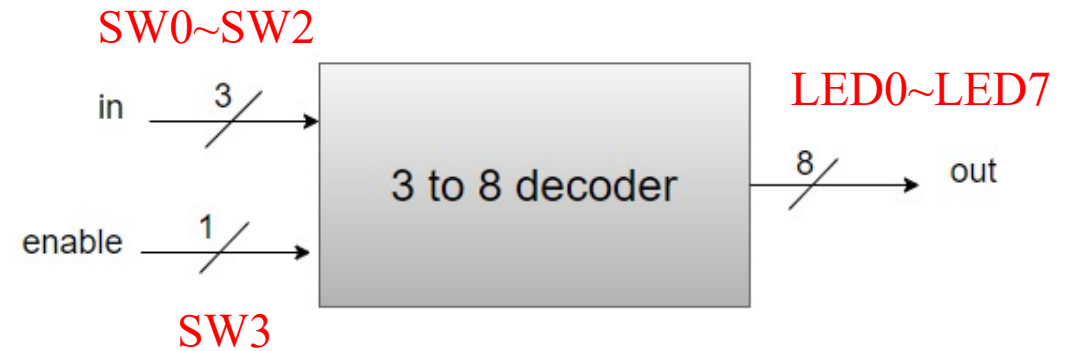 SW0~SW2
LED0~LED7
in
3
3 to 8 decoder
8
out
enable
1
SW3